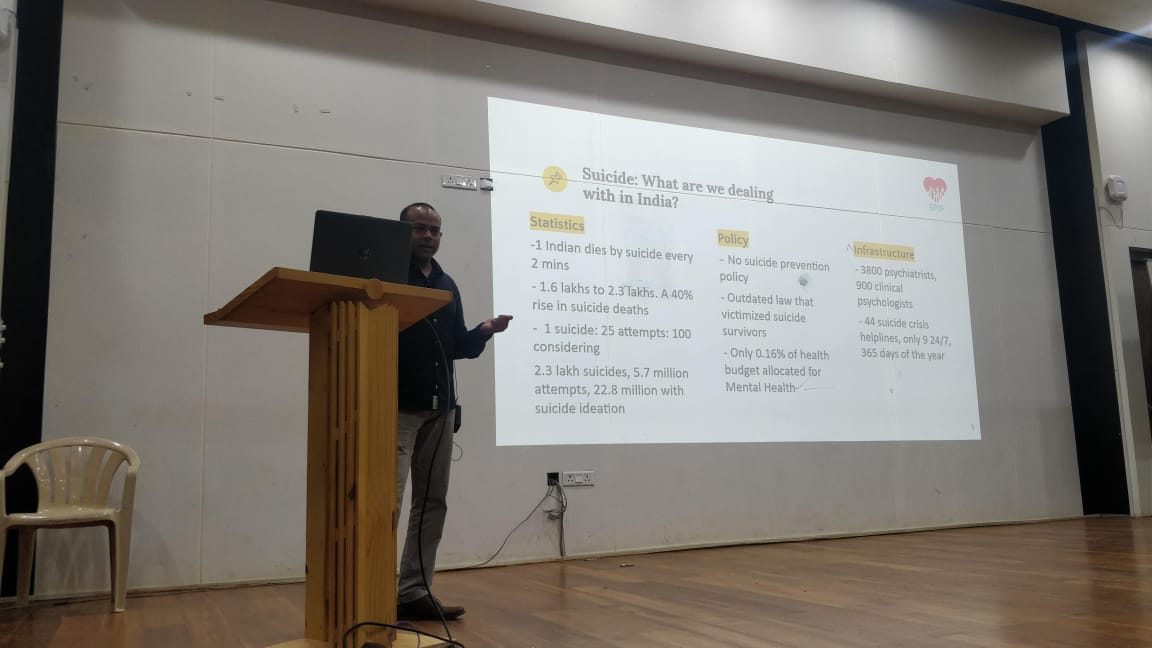 Suicide: What are we dealing
with in India?
SPIF
Statistics
-1 Indian dies by suicide every
2 mins
- 1.6 lakhs to 2.3 lakhs. A 40%
rise in suicide deaths
- 1 suicide: 25 attempts: 100
considering
2.3 lakh suicides, 5.7 million
attempts, 22.8 million with
suicide ideation
Policy
- No suicide prevention
policy
- Outdated law that
victimized suicide
survivors
- Only 0.16% of health
budget allocated for
Mental Health
Infrastructure
- 3800 psychiatrists,
900 clinical
psychologists
- 44 suicide crisis
helplines, only 9 24/7,
365 days of the year